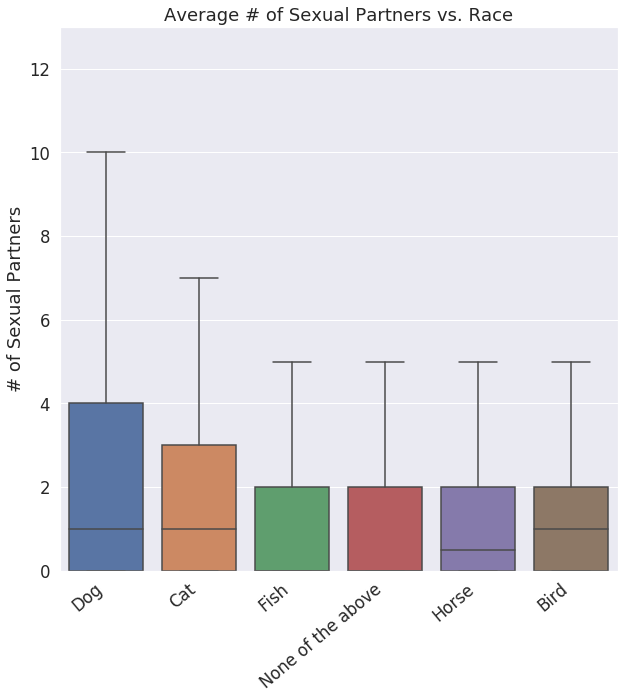 Average # of Sexual Partners vs. Race
# of Sexual Partners
12
10
8
6
4
2
0
Dog
Cat
Fish
None of the above
Horse
Bird